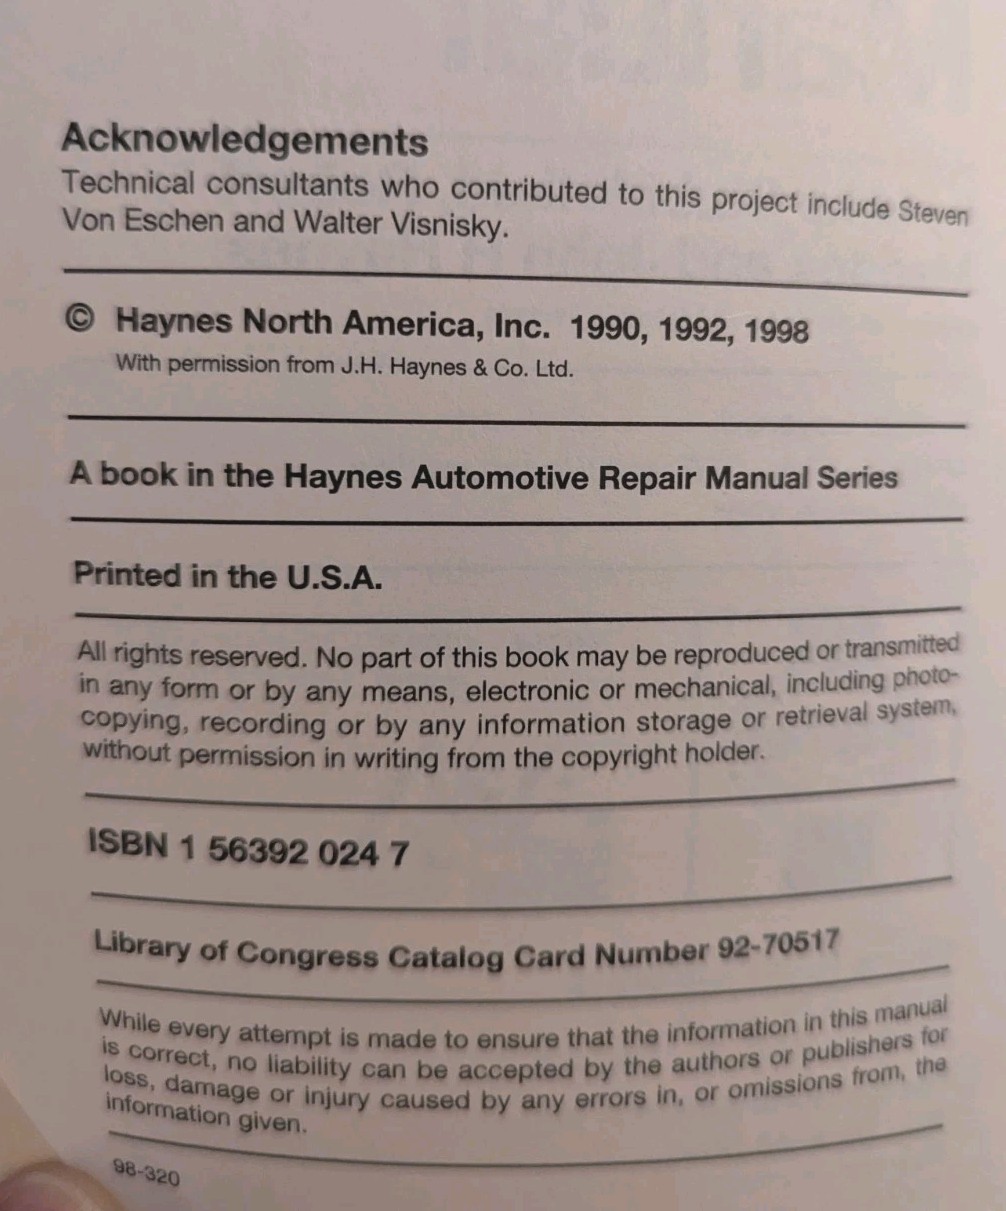 Acknowledgements
Technical consultants who contributed to this project include Steven
Von Eschen and Walter Visnisky.
© Haynes North America, Inc. 1990, 1992, 1998
With permission from J.H. Haynes & Co. Ltd.
A book in the Haynes Automotive Repair Manual Series
Printed in the U.S.A.
All rights reserved. No part of this book may be reproduced or transmitted
in any form or by any means, electronic or mechanical, including photo-
copying, recording or by any information storage or retrieval system,
without permission in writing from the copyright holder.
ISBN 1 56392 024 7
Library of Congress Catalog Card Number 92-70517
While every attempt is made to ensure that the information in this manual
is correct, no liability can be accepted by the authors or publishers for
loss, damage or injury caused by any errors in, or omissions from, the
information given.
98-320